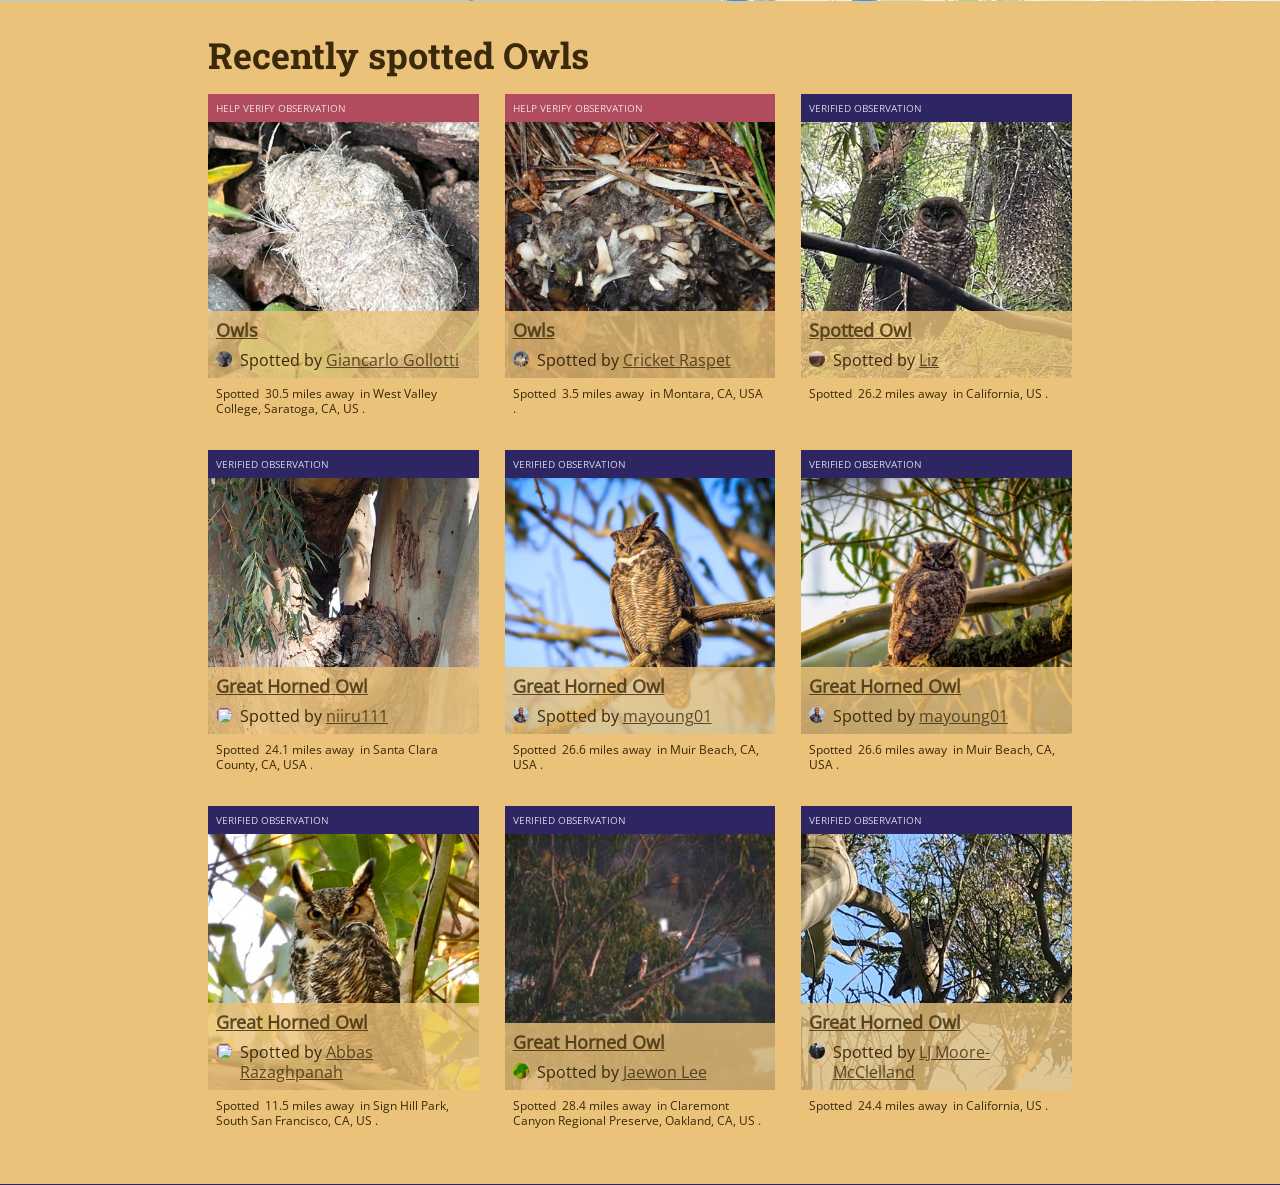 Recently spotted Owls
HELP VERIFY OBSERVATION
Owls
Spotted by Giancarlo Gollotti
Spotted 30.5 miles away in West Valley
College, Saratoga, CA, US .
HELP VERIFY OBSERVATION
Owls
Spotted by Cricket Raspet
Spotted 3.5 miles away in Montara, CA, USA
.
VERIFIED OBSERVATION
Spotted Owl
Spotted by Liz
Spotted 26.2 miles away in California, US .
VERIFIED OBSERVATION
Great Horned Owl
Spotted by niiru111
Spotted 24.1 miles away in Santa Clara
County, CA, USA .
VERIFIED OBSERVATION
Great Horned Owl
Spotted by mayoung01
Spotted 26.6 miles away in Muir Beach, CA,
USA .
VERIFIED OBSERVATION
Great Horned Owl
Spotted by mayoung01
Spotted 26.6 miles away in Muir Beach, CA,
USA .
VERIFIED OBSERVATION
Great Horned Owl
Spotted by Abbas
Razaghpanah
Spotted 11.5 miles away in Sign Hill Park,
South San Francisco, CA, US .
VERIFIED OBSERVATION
Great Horned Owl
Spotted by Jaewon Lee
Spotted 28.4 miles away in Claremont
Canyon Regional Preserve, Oakland, CA, US .
VERIFIED OBSERVATION
Great Horned Owl
Spotted by LJ Moore-
McClelland
Spotted 24.4 miles away in California, US .